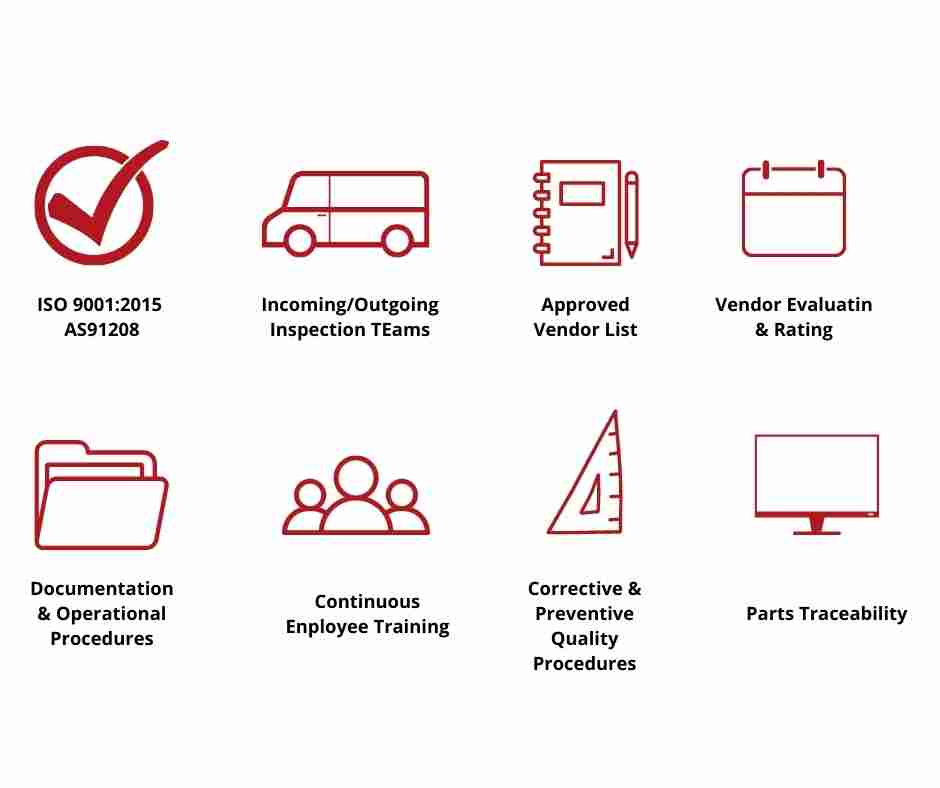 ISO 9001:2015
AS91208
Incoming/Outgoing
Inspection TEams
Approved
Vendor List
Vendor Evaluatin
& Rating
Documentation
& Operational
Procedures
Continuous
Enployee Training
Corrective &
Preventive
Quality
Procedures
Parts Traceability